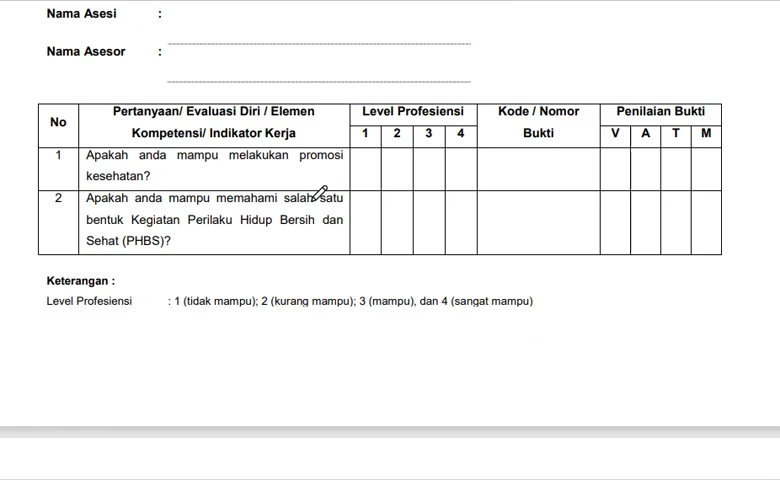 Nama Asesi :
Nama Asesor :
No Pertanyaan/ Evaluasi Diri / Elemen Kompetensi/ Indikator Kerja Level Profesiensi Kode / Nomor Bukti Penilaian Bukti
1 2 3 4 V A T M
1 Apakah anda mampu melakukan promosi
kesehatan?
2 Apakah anda mampu memahami salah satu
bentuk Kegiatan Perilaku Hidup Bersih dan
Sehat (PHBS)?
Keterangan :
Level Profesiensi : 1 (tidak mampu); 2 (kurang mampu); 3 (mampu), dan 4 (sangat mampu)